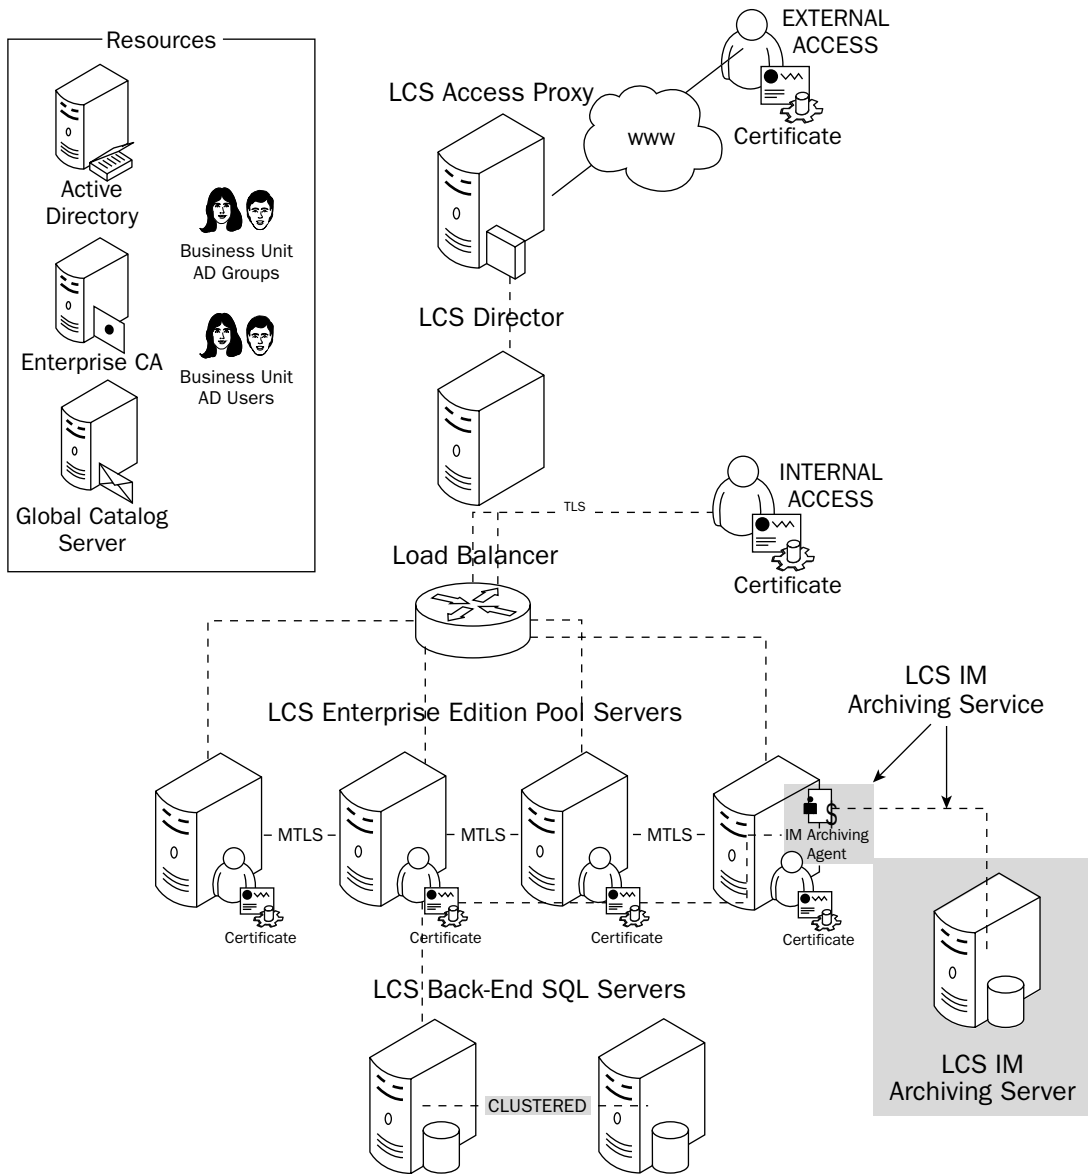 Resources
Active
Directory
Business Unit
AD Groups
Enterprise CA
Business Unit
AD Users
Global Catalog
Server
EXTERNAL
ACCESS
LCS Access Proxy
www
Certificate
LCS Director
TLS
INTERNAL
ACCESS
Load Balancer
Certificate
LCS IM
Archiving Service
LCS Enterprise Edition Pool Servers
$
MTLS
MTLS
MTLS
IM Archiving
Agent
Certificate
Certificate
Certificate
Certificate
LCS Back-End SQL Servers
LCS IM
Archiving Server
CLUSTERED